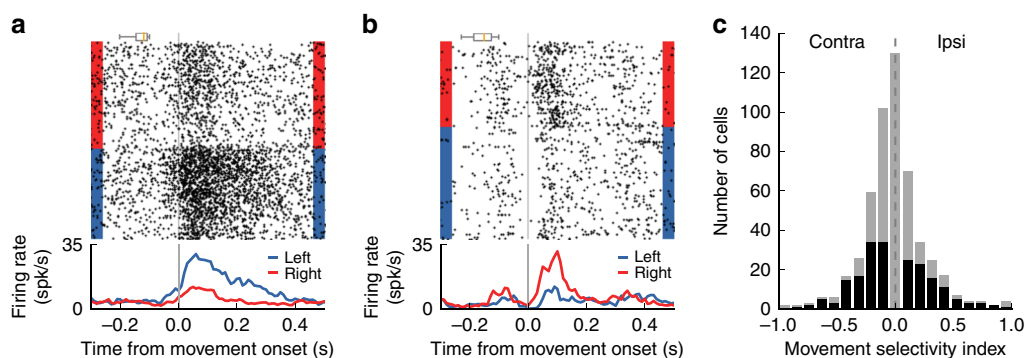 a
Firing rate
(spk/s)
35
0
Left
Right
−0.2 0.0 0.2 0.4
Time from movement onset (s)
b
Firing rate
(spk/s)
35
0
Left
Right
−0.2 0.0 0.2 0.4
Time from movement onset (s)
c
Contra Ipsi
Number of cells
140
120
100
80
60
40
20
0
−1.0 −0.5 0.0 0.5 1.0
Movement selectivity index